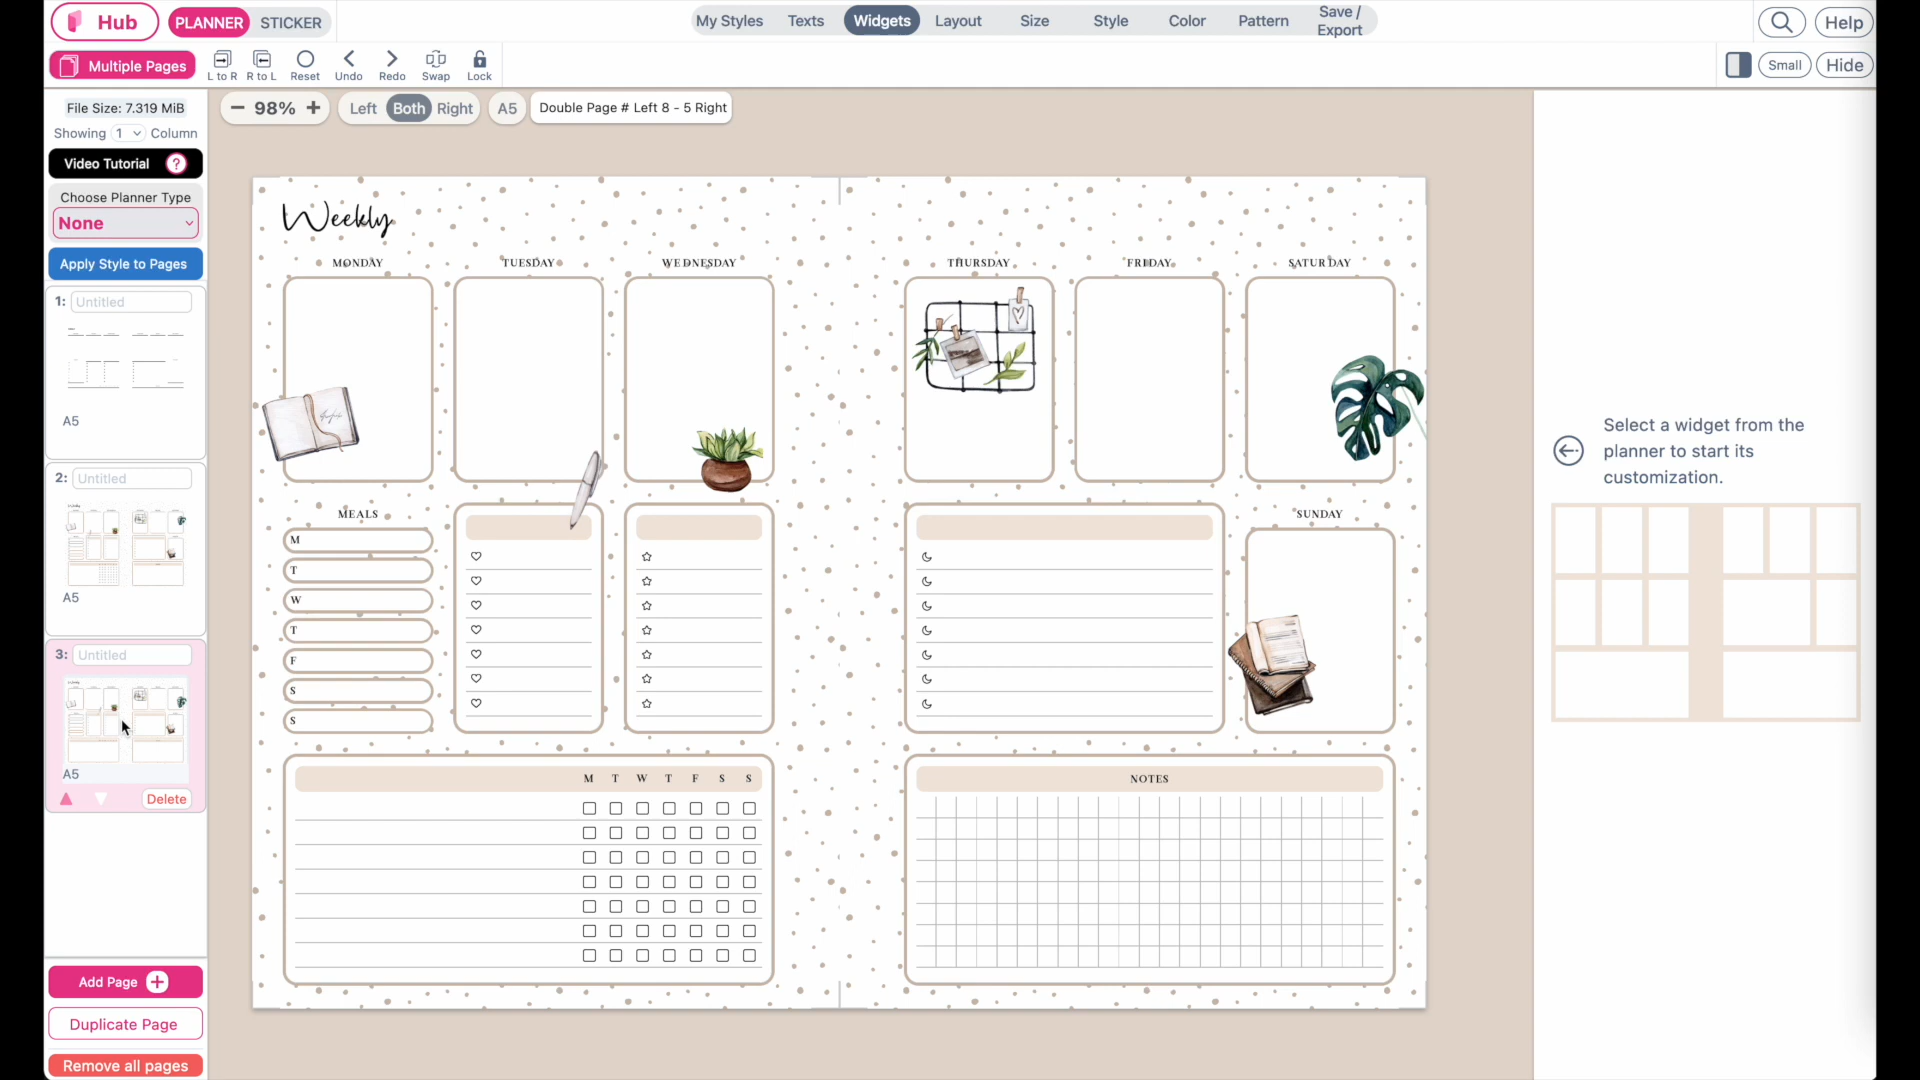 Hub
PLANNER
STICKER
My Styles
Texts
Widgets
Layout
Size
Style
Color
Pattern
Save /
Export
Help
Multiple Pages
L to R
R to L
Reset
Undo
Redo
Swap
Lock
Small
Hide
File Size: 7.319 MiB
Showing 1 Column
Video Tutorial ?
Choose Planner Type
None
Apply Style to Pages
1: Untitled
A5
2: Untitled
A5
3: Untitled
A5
Delete
Add Page
Duplicate Page
Remove all pages
98%
Left
Both
Right
A5
Double Page # Left 8 - 5 Right
Weekly
MONDAY
TUESDAY
WEDNESDAY
THURSDAY
FRIDAY
SATURDAY
MEALS
M
T
W
T
F
S
S
SUNDAY
M T W T F S S
NOTES
Select a widget from the
planner to start its
customization.